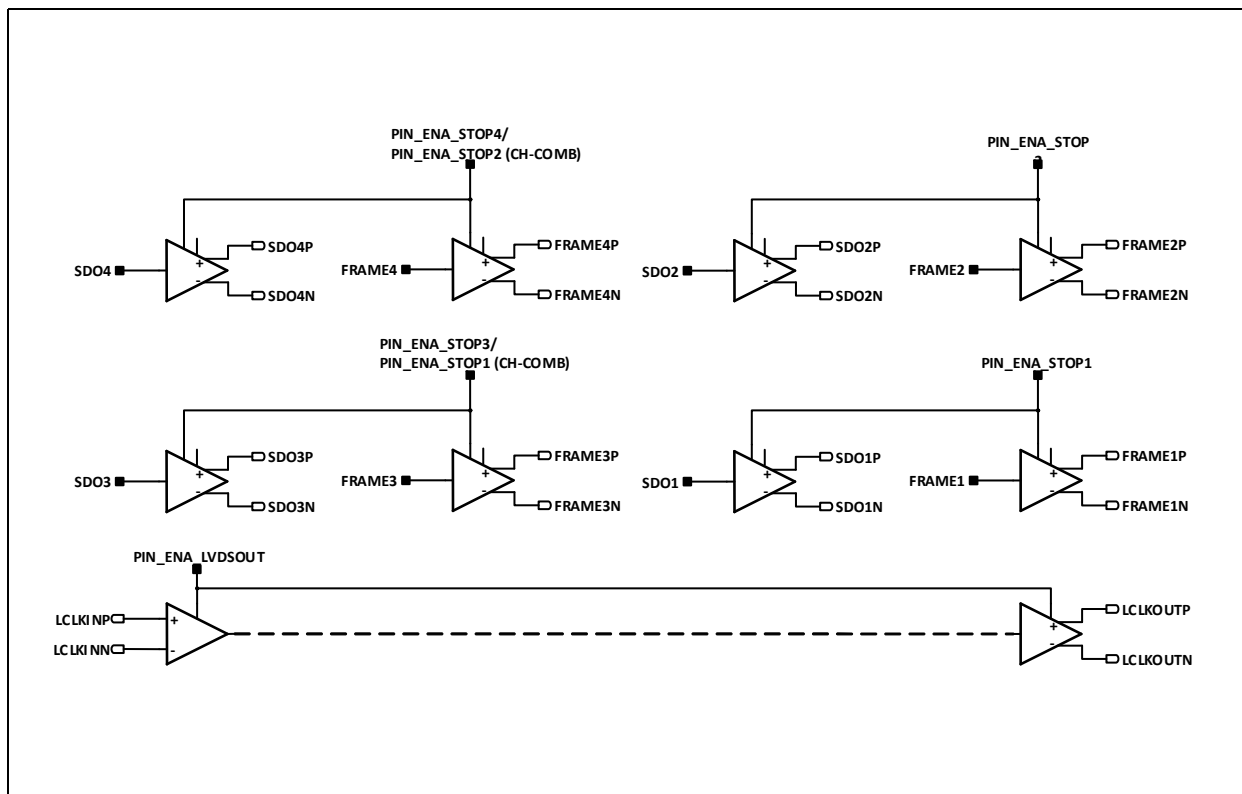 PIN_ENA_STOP4/
PIN_ENA_STOP2 (CH-COMB)
PIN_ENA_STOP
SDO4
SDO4P
SDO4N
FRAME4
FRAME4P
FRAME4N
SDO2
SDO2P
SDO2N
FRAME2
FRAME2P
FRAME2N
PIN_ENA_STOP3/
PIN_ENA_STOP1 (CH-COMB)
PIN_ENA_STOP1
SDO3
SDO3P
SDO3N
FRAME3
FRAME3P
FRAME3N
SDO1
SDO1P
SDO1N
FRAME1
FRAME1P
FRAME1N
PIN_ENA_LVDSOUT
LCLKINP
LCLKINN
LCLKOUTP
LCLKOUTN